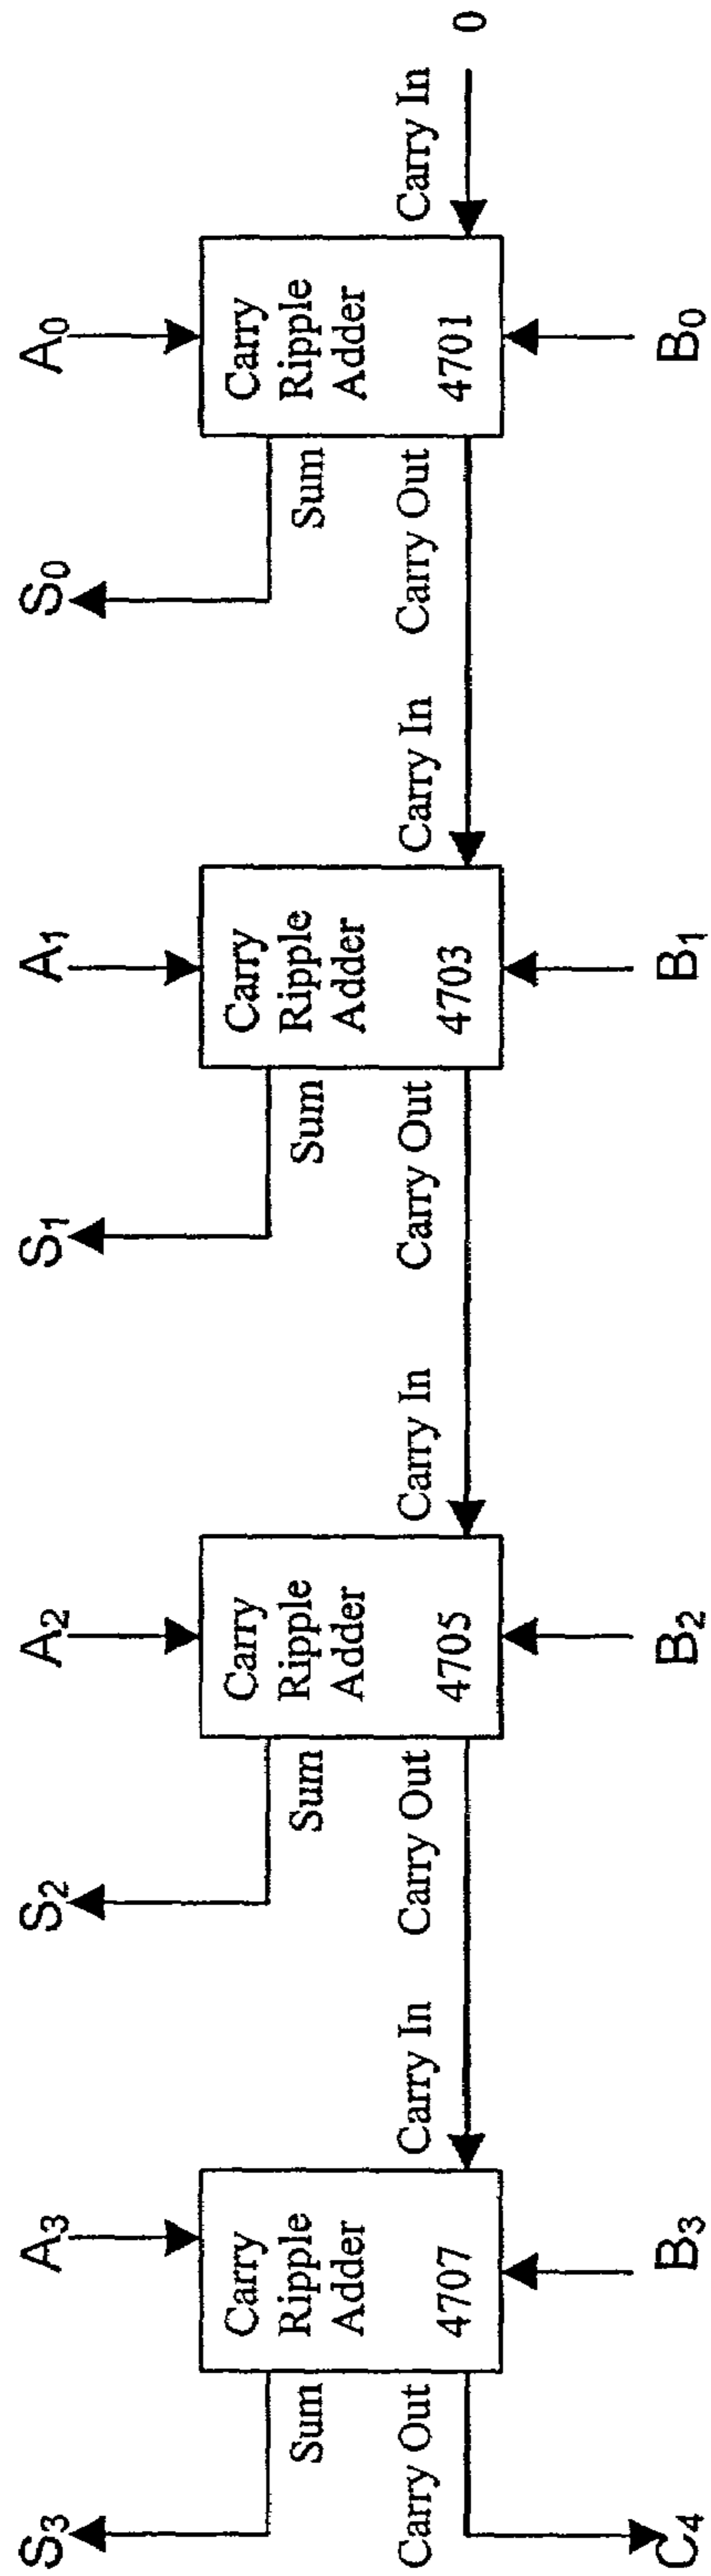 S3
A3
S2
A2
S1
A1
S0
A0
Sum
Carry
Ripple
Adder
4707
Sum
Carry
Ripple
Adder
4705
Sum
Carry
Ripple
Adder
4703
Sum
Carry
Ripple
Adder
4701
Carry Out
Carry In
Carry Out
Carry In
Carry Out
Carry In
Carry Out
Carry In
0
C4
B3
B2
B1
B0